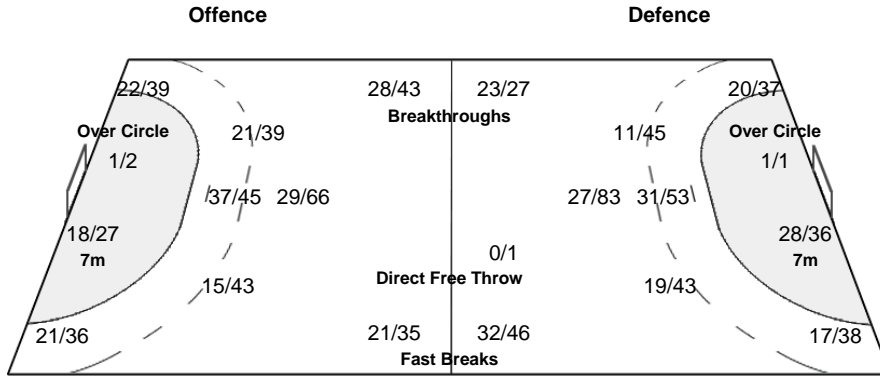 Offence Defence
22/39 28/43 23/27 20/37
Breakthroughs
Over Circle 21/39 11/45 Over Circle
1/2 1/1
37/45 29/66 27/83 31/53
18/27 28/36
7m 0/1 7m
Direct Free Throw
15/43 19/43
21/36 21/35 32/46 17/38
Fast Breaks